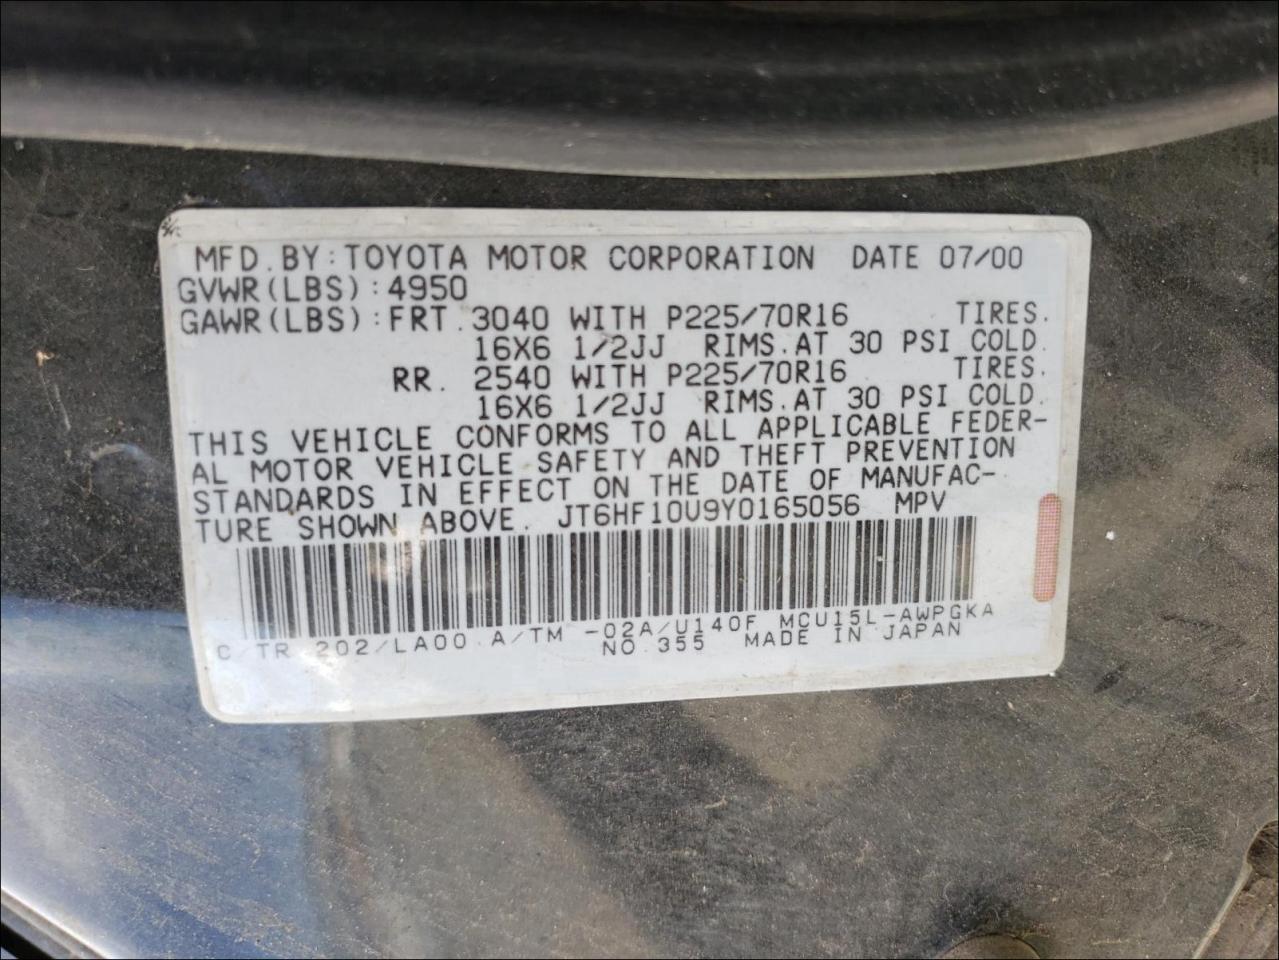 MFD. BY: TOYOTA MOTOR CORPORATION DATE 07/00
GVWR(LBS): 4950
GAWR(LBS): FRT. 3040 WITH P225/70R16 TIRES.
16X6 1/2JJ RIMS. AT 30 PSI COLD.
RR. 2540 WITH P225/70R16 TIRES.
16X6 1/2JJ RIMS. AT 30 PSI COLD.
THIS VEHICLE CONFORMS TO ALL APPLICABLE FEDER-
AL MOTOR VEHICLE SAFETY AND THEFT PREVENTION
STANDARDS IN EFFECT ON THE DATE OF MANUFAC-
TURE SHOWN ABOVE. JT6HF10U9Y0165056 MPV
C/TR 202/LA00 A/TM -02A/U140F MCU15L-AWPGKA
NO. 355 MADE IN JAPAN